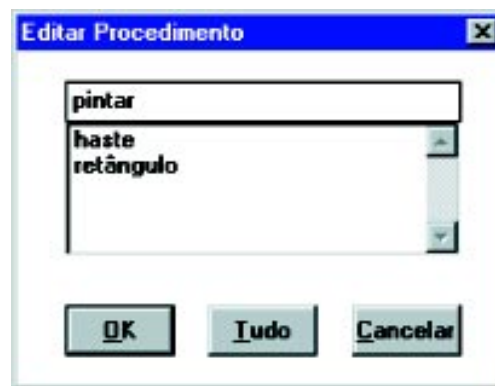 Editar Procedimento
pintar
haste
retângulo
OK Tudo Cancelar